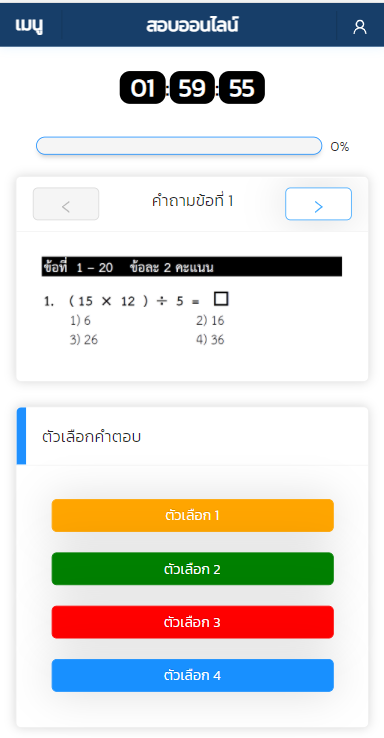 เมนู สอบออนไลน์
01:59:55
0%
< คำถามข้อที่ 1 >
ข้อที่ 1 – 20 ข้อละ 2 คะแนน
1. ( 15 × 12 ) ÷ 5 = □
1) 6 2) 16
3) 26 4) 36
ตัวเลือกคำตอบ
ตัวเลือก 1
ตัวเลือก 2
ตัวเลือก 3
ตัวเลือก 4